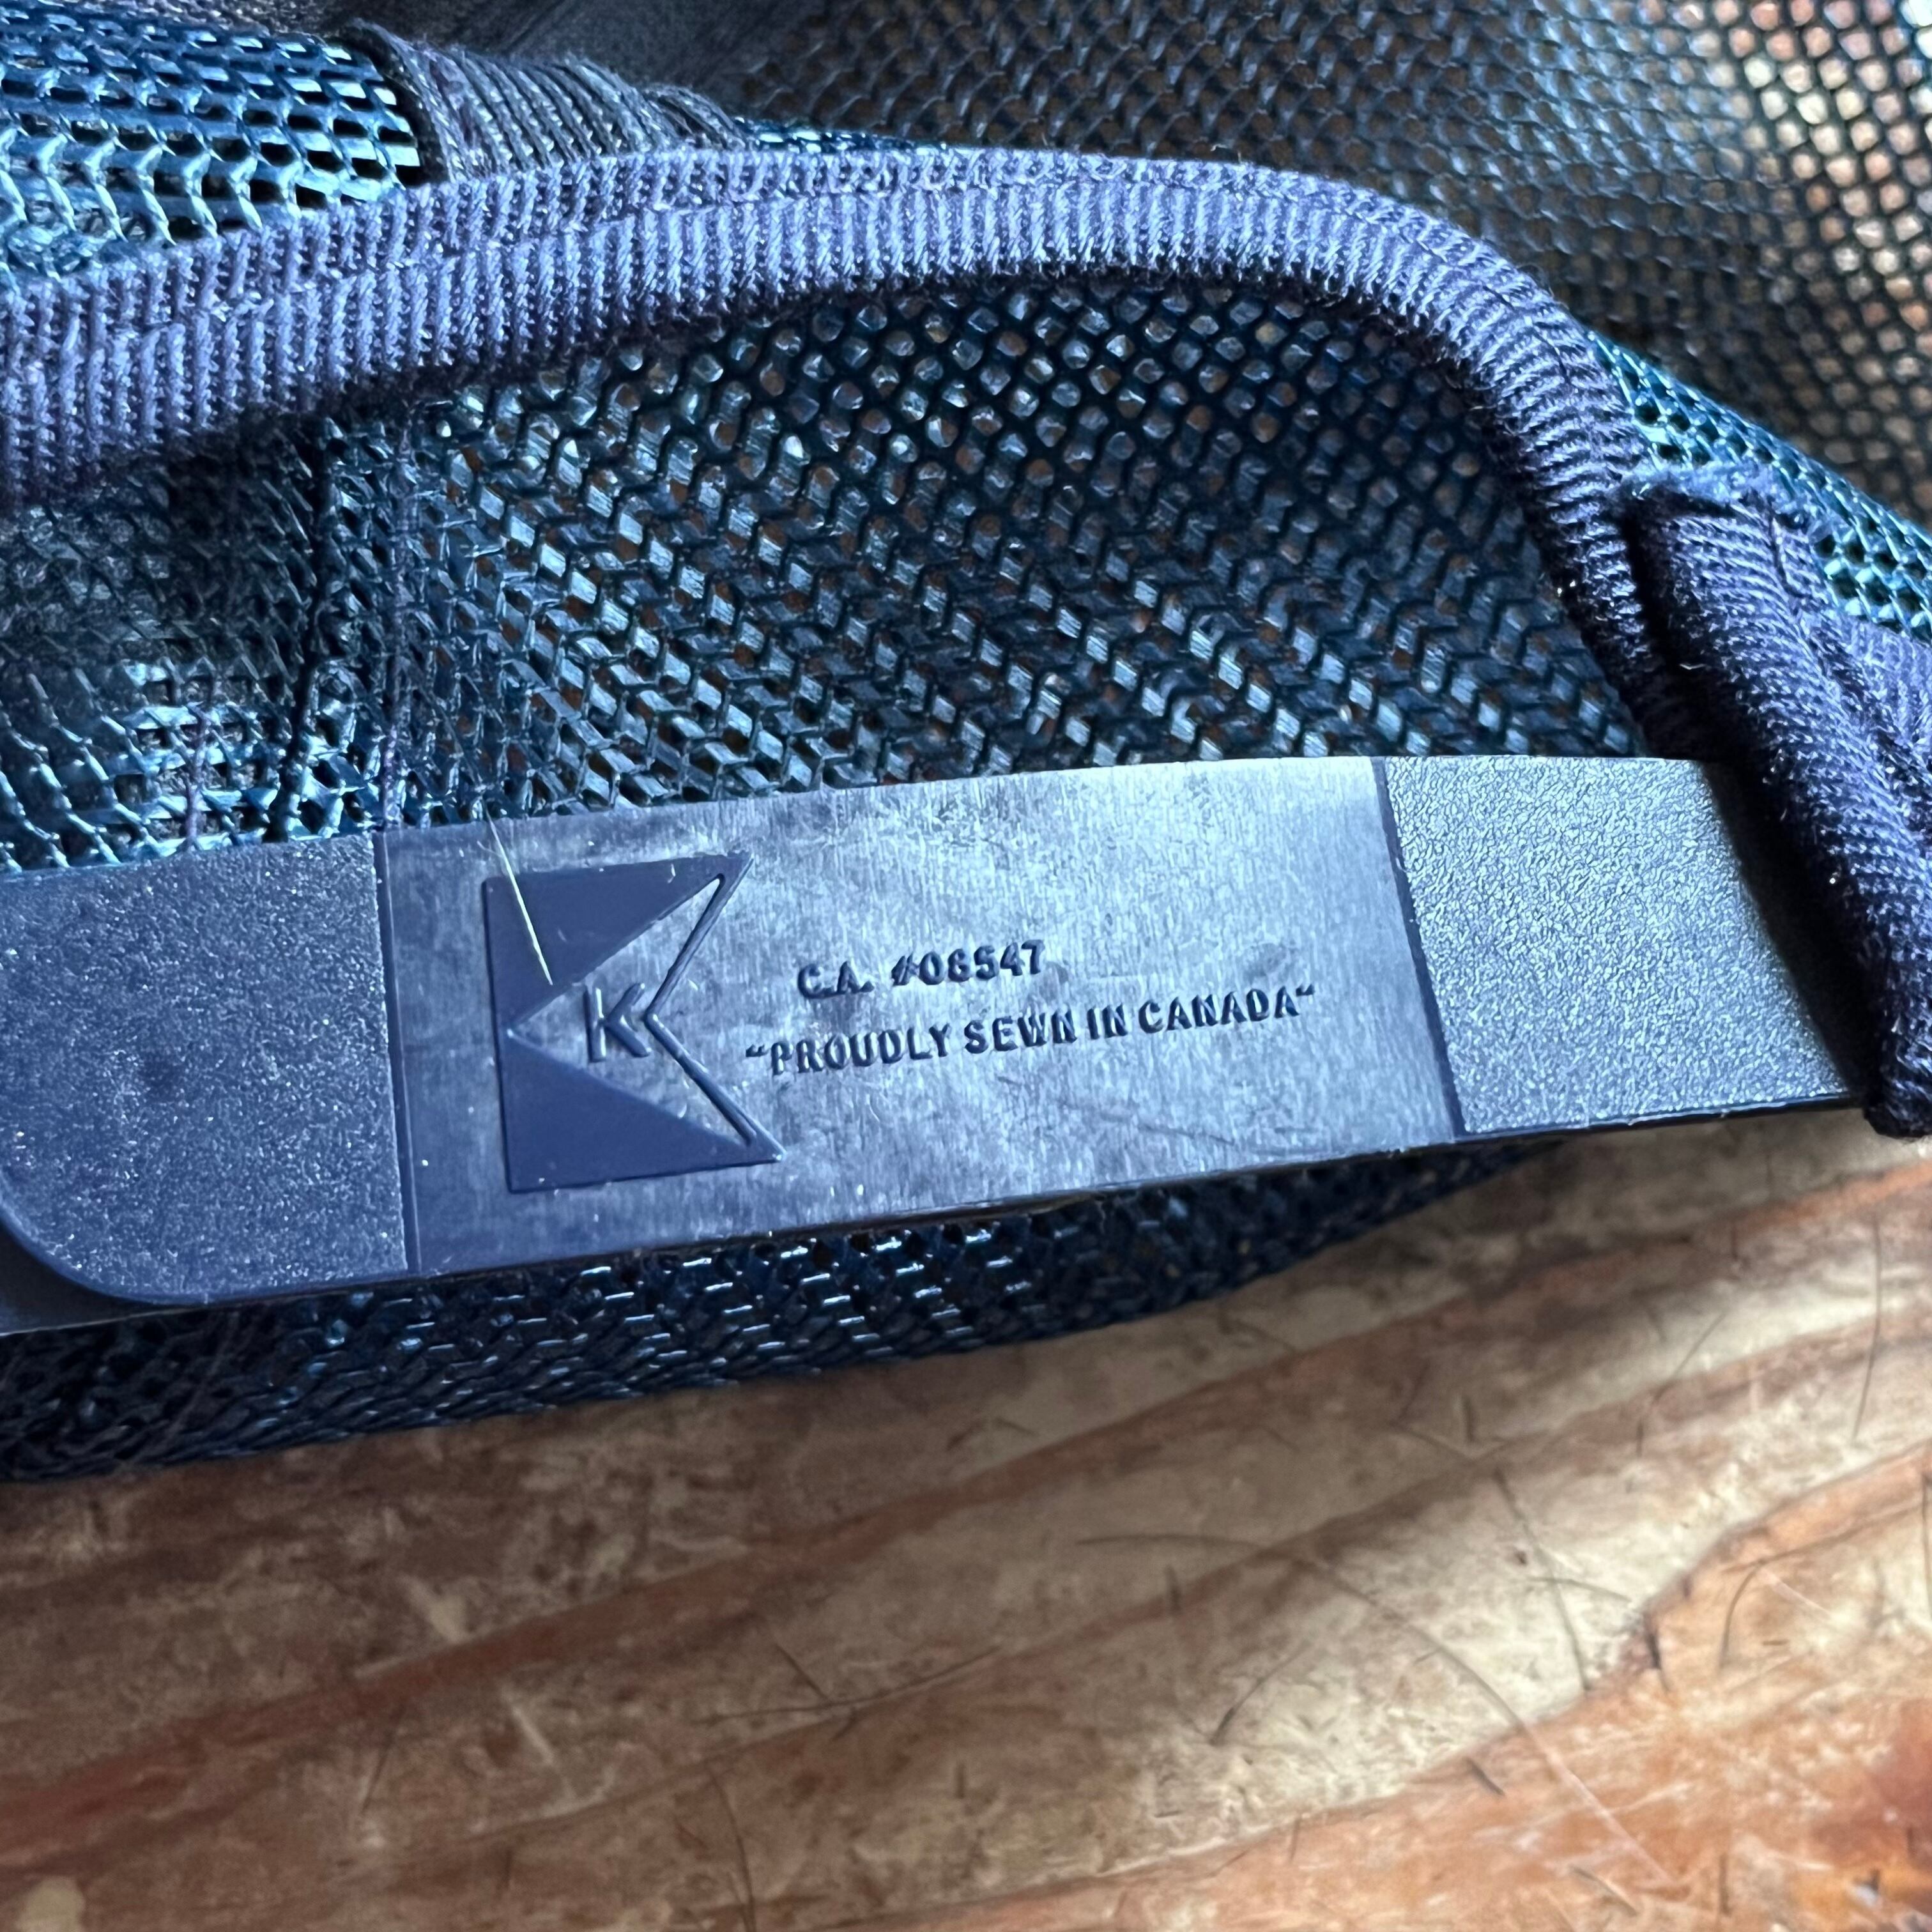 K
C.A. #08547
“PROUDLY SEWN IN CANADA“